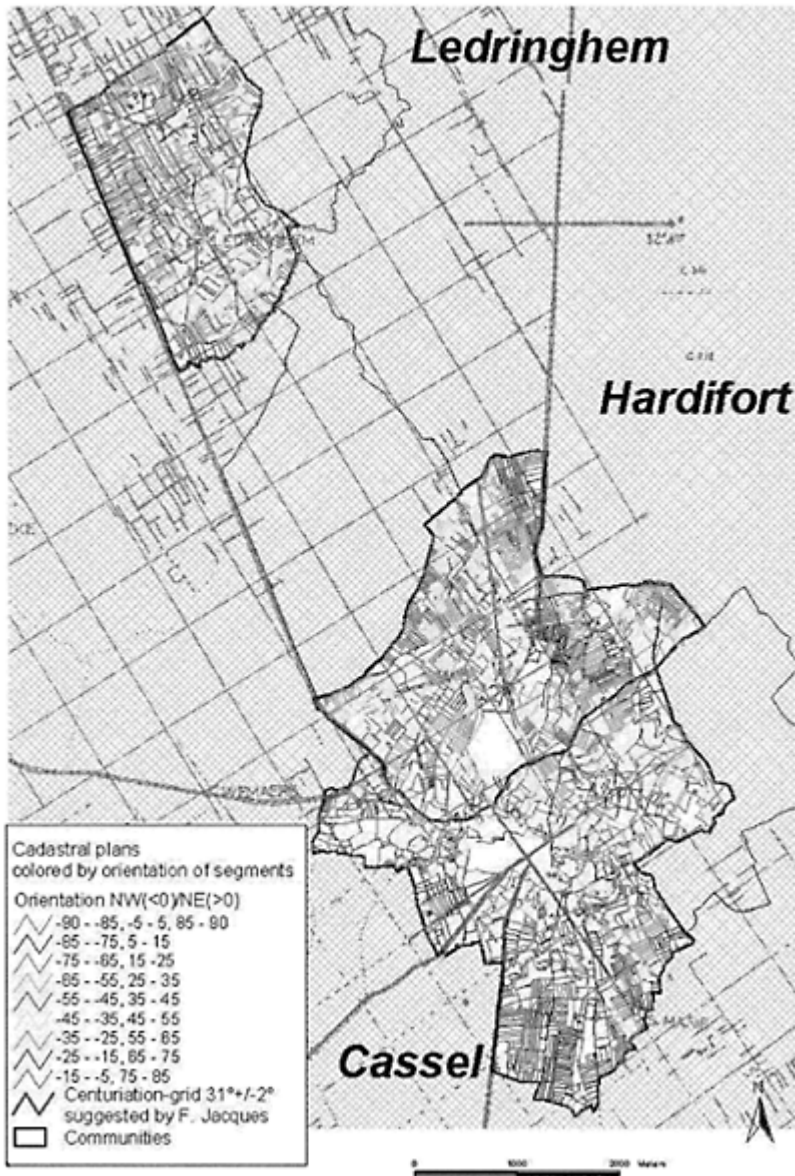 Ledringhem
Hardifort
Cassel
Cadastral plans
colored by orientation of segments
Orientation NW(<0)/NE(>0)
-90 - -85, -5 - 5, 85 - 90
-85 - -75, 5 - 15
-75 - -65, 15 - 25
-65 - -55, 25 - 35
-55 - -45, 35 - 45
-45 - -35, 45 - 55
-35 - -25, 55 - 65
-25 - -15, 65 - 75
-15 - -5, 75 - 85
Centuriation-grid 31º+/-2º
suggested by F. Jacques
Communities
N
0 1000 2000 Meters